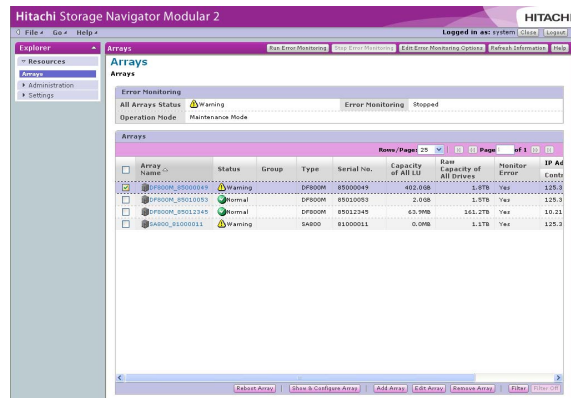 Hitachi Storage Navigator Modular 2
HITACHI
File Go Help
Logged in as: system Close Logout
Explorer
Arrays
Run Error Monitoring Stop Error Monitoring Edit Error Monitoring Options Refresh Information Help
Resources
Arrays
Administration
Settings
Arrays
Arrays
Error Monitoring
All Arrays Status Warning Error Monitoring Stopped
Operation Mode Maintenance Mode
Arrays
Rows/Page: 25 Page of 1
Array Name Status Group Type Serial No. Capacity of All LU Raw Capacity of All Drives Monitor Error IP Ad
Contr
DF800M_85000049 Warning DF800M 85000049 402.0GB 1.8TB Yes 125.3
DF800M_85010053 Normal DF800M 85010053 2.0GB 1.5TB Yes 125.3
DF800M_85012345 Normal DF800M 85012345 63.9MB 161.2TB Yes 10.21
SA800_81000011 Warning SA800 81000011 0.0MB 1.1TB Yes 125.3
Reboot Array Show & Configure Array Add Array Edit Array Remove Array Filter Filter Off